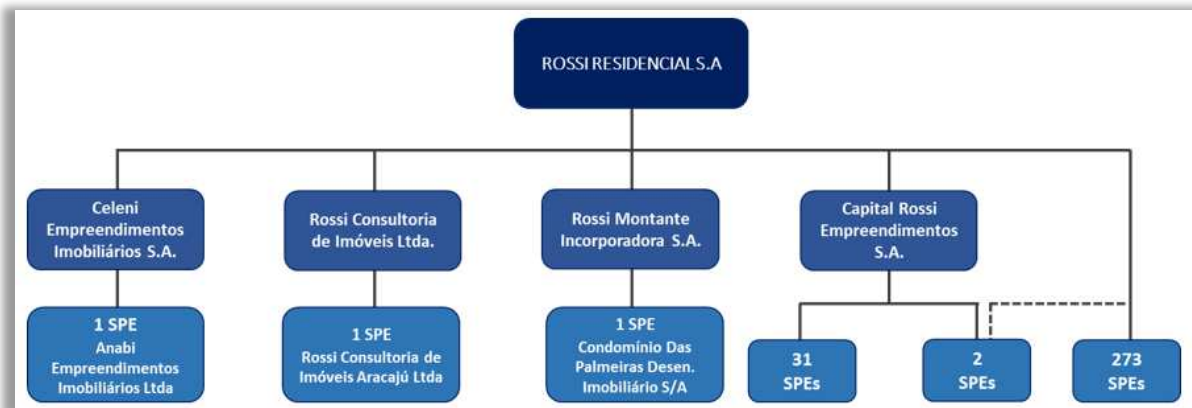 ROSSI RESIDENCIAL S.A
Celeni
Empreendimentos
Imobiliários S.A.
Rossi Consultoria
de Imóveis Ltda.
Rossi Montante
Incorporadora S.A.
Capital Rossi
Empreendimentos
S.A.
1 SPE
Anabi
Empreendimentos
Imobiliários Ltda
1 SPE
Rossi Consultoria de
Imóveis Aracajú Ltda
1 SPE
Condomínio Das
Palmeiras Desen.
Imobiliário S/A
31
SPEs
2
SPEs
273
SPEs